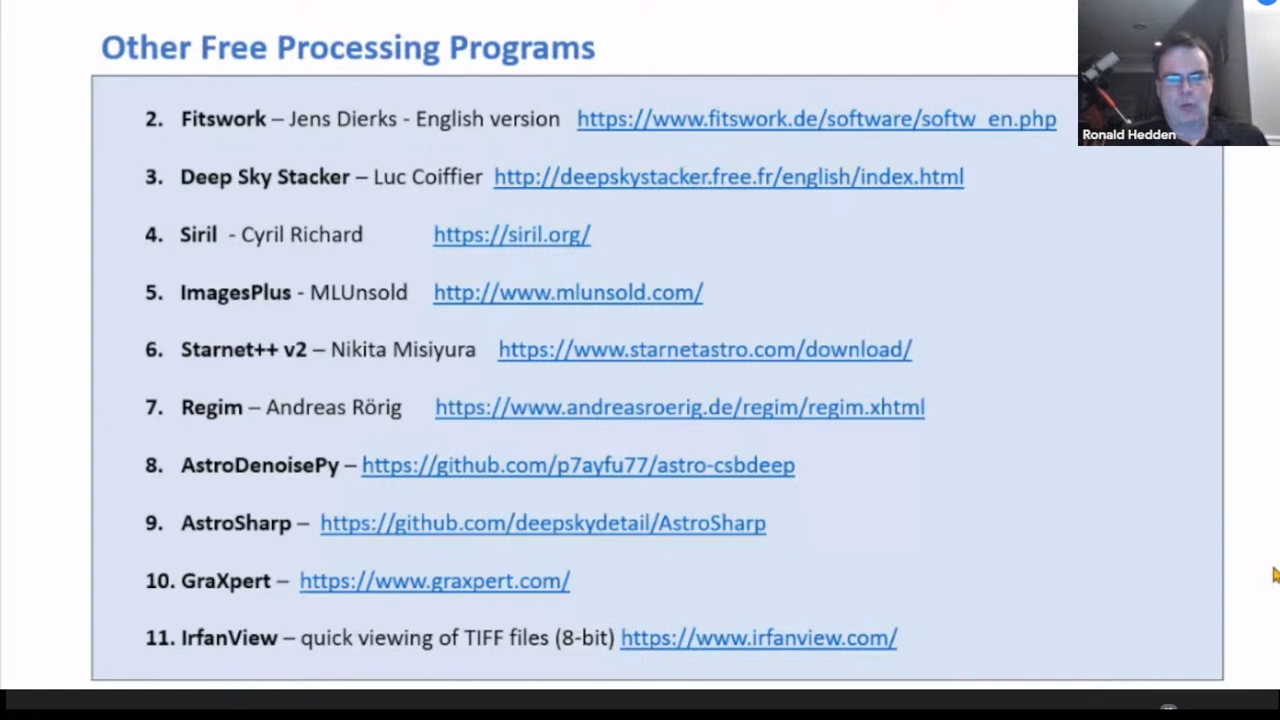 Other Free Processing Programs
2. Fitswork – Jens Dierks - English version https://www.fitswork.de/software/softw_en.php
3. Deep Sky Stacker – Luc Coiffier http://deepskystacker.free.fr/english/index.html
4. Siril - Cyril Richard https://siril.org/
5. ImagesPlus - MLUnsold http://www.mlunsold.com/
6. Starnet++ v2 – Nikita Misiyura https://www.starnetastro.com/download/
7. Regim – Andreas Rörig https://www.andreasroerig.de/regim/regim.xhtml
8. AstroDenoisePy – https://github.com/p7ayfu77/astro-csbdeep
9. AstroSharp – https://github.com/deepskydetail/AstroSharp
10. GraXpert – https://www.graxpert.com/
11. IrfanView – quick viewing of TIFF files (8-bit) https://www.irfanview.com/
Ronald Hedden